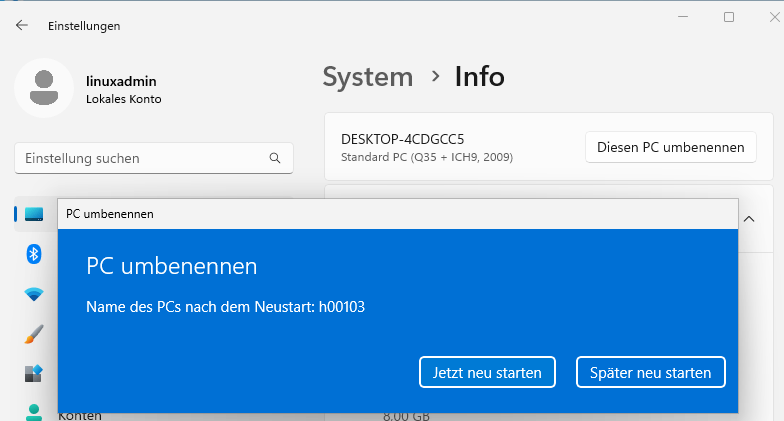 Einstellungen
linuxadmin
Lokales Konto
System › Info
DESKTOP-4CDGCC5
Standard PC (Q35 + ICH9, 2009)
Diesen PC umbenennen
Einstellung suchen
PC umbenennen
PC umbenennen
Name des PCs nach dem Neustart: h00103
Jetzt neu starten
Später neu starten
Konten
8,00 GB